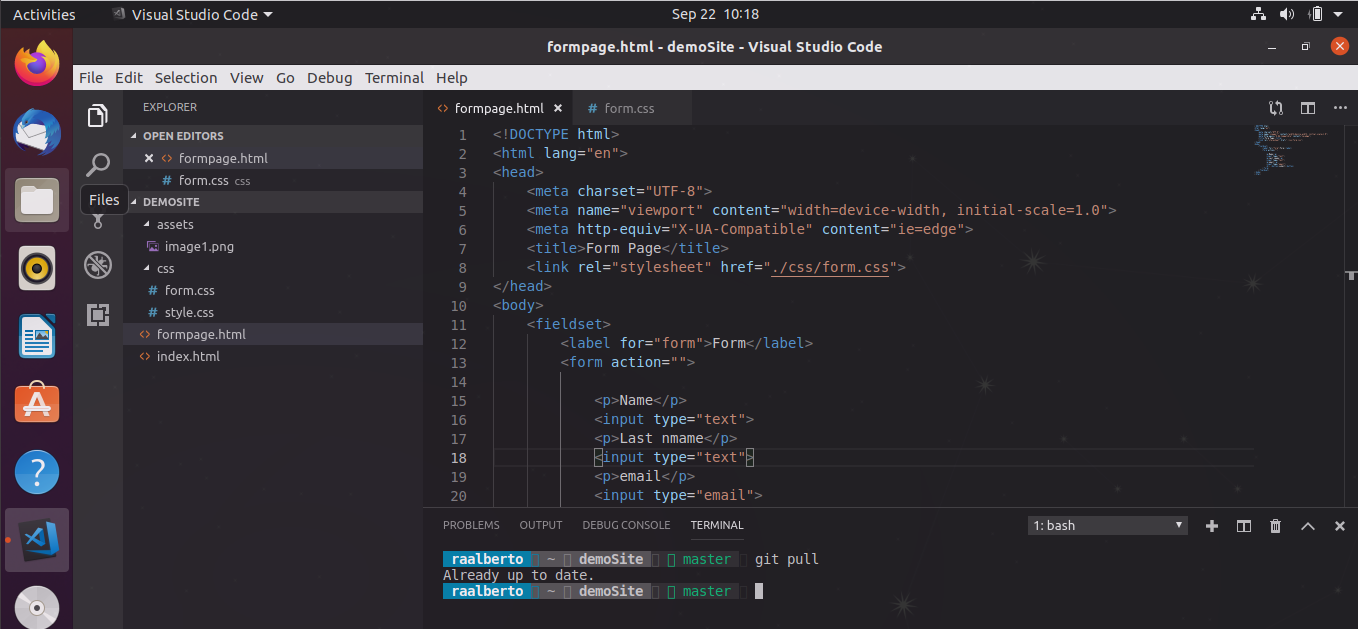 Activities Visual Studio Code Sep 22 10:18
formpage.html - demoSite - Visual Studio Code
File Edit Selection View Go Debug Terminal Help
EXPLORER
OPEN EDITORS
formpage.html
form.css css
Files
DEMOSITE
assets
image1.png
css
form.css
style.css
formpage.html
index.html
formpage.html form.css
1 <!DOCTYPE html>
2 <html lang="en">
3 <head>
4 <meta charset="UTF-8">
5 <meta name="viewport" content="width=device-width, initial-scale=1.0">
6 <meta http-equiv="X-UA-Compatible" content="ie=edge">
7 <title>Form Page</title>
8 <link rel="stylesheet" href="./css/form.css">
9 </head>
10 <body>
11 <fieldset>
12 <label for="form">Form</label>
13 <form action="">
14
15 <p>Name</p>
16 <input type="text">
17 <p>Last nmame</p>
18 <input type="text">
19 <p>email</p>
20 <input type="email">
PROBLEMS OUTPUT DEBUG CONSOLE TERMINAL 1: bash
raalberto ~ demoSite master git pull
Already up to date.
raalberto ~ demoSite master